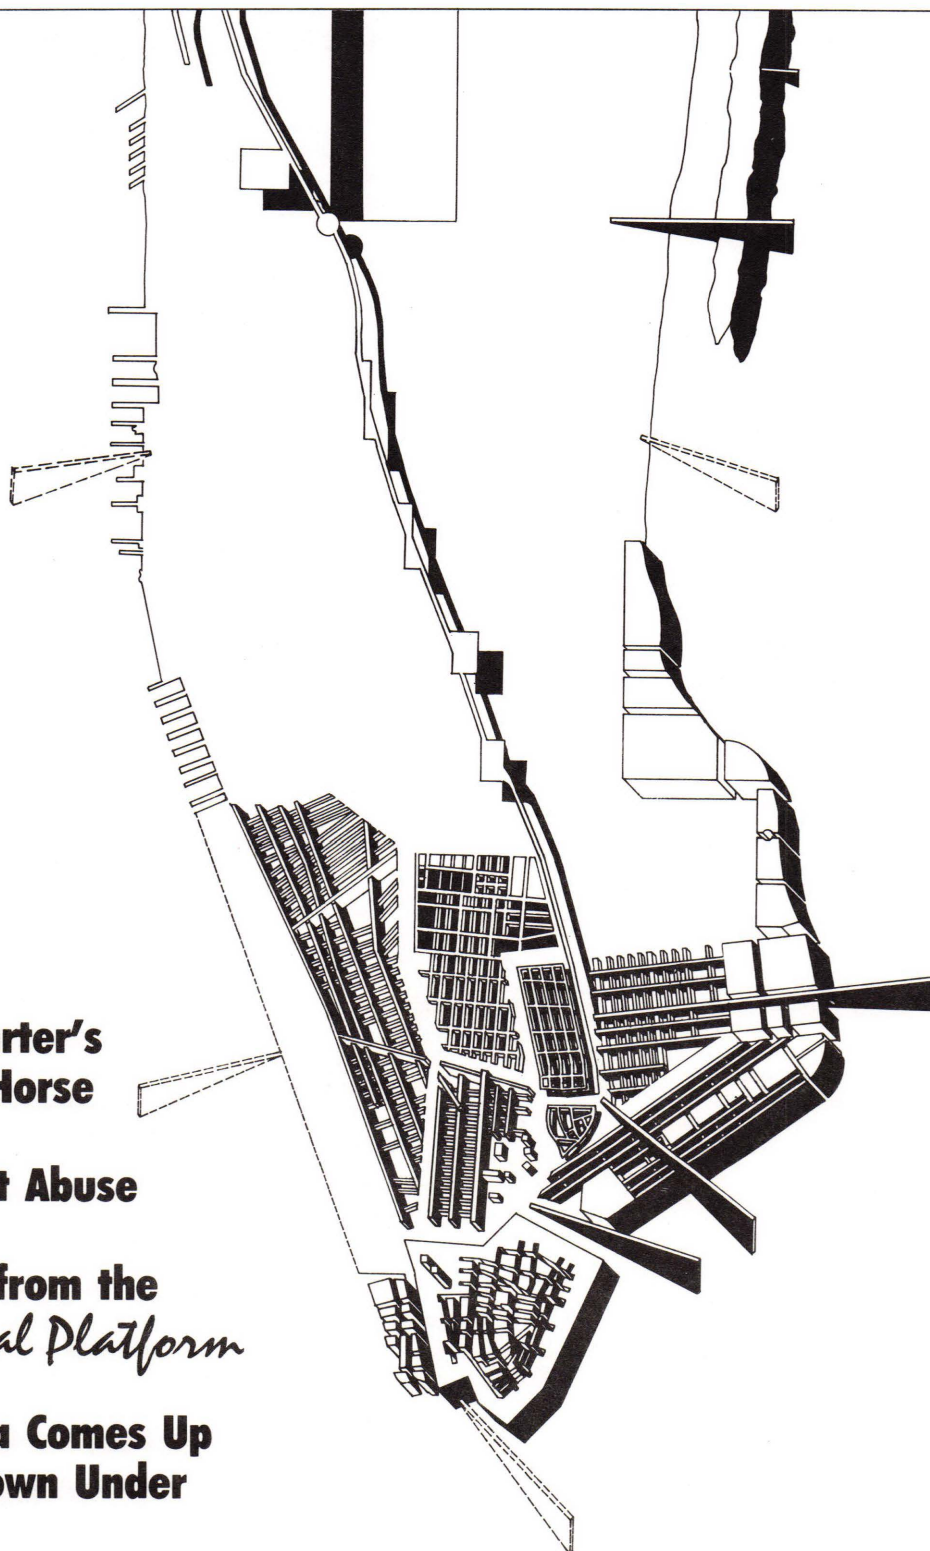 rter's
Horse
t Abuse
from the
al Platform
a Comes Up
own Under